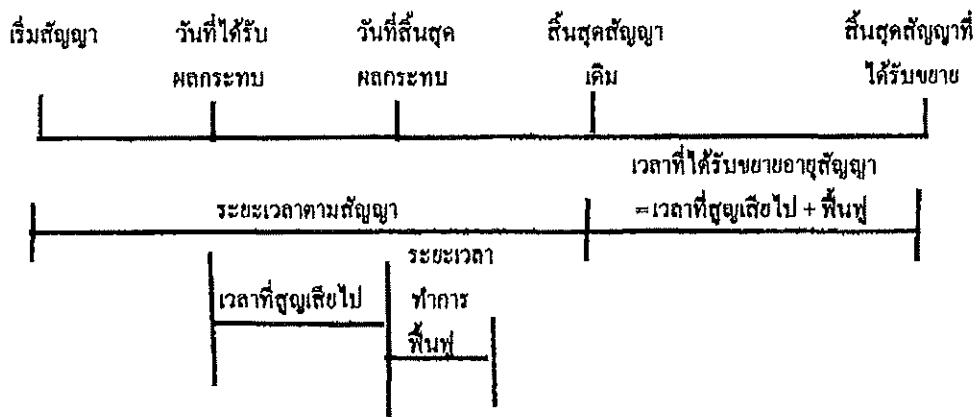 เริ่มสัญญา วันที่ได้รับ วันที่สิ้นสุด สิ้นสุดสัญญา สิ้นสุดสัญญาที่
ผลกระทบ ผลกระทบ เดิม ได้รับขยาย
เวลาที่ได้รับขยายอายุสัญญา
ระยะเวลาตามสัญญา =เวลาที่สูญเสียไป + ฟื้นฟู
ระยะเวลา
เวลาที่สูญเสียไป ทำการ
ฟื้นฟู